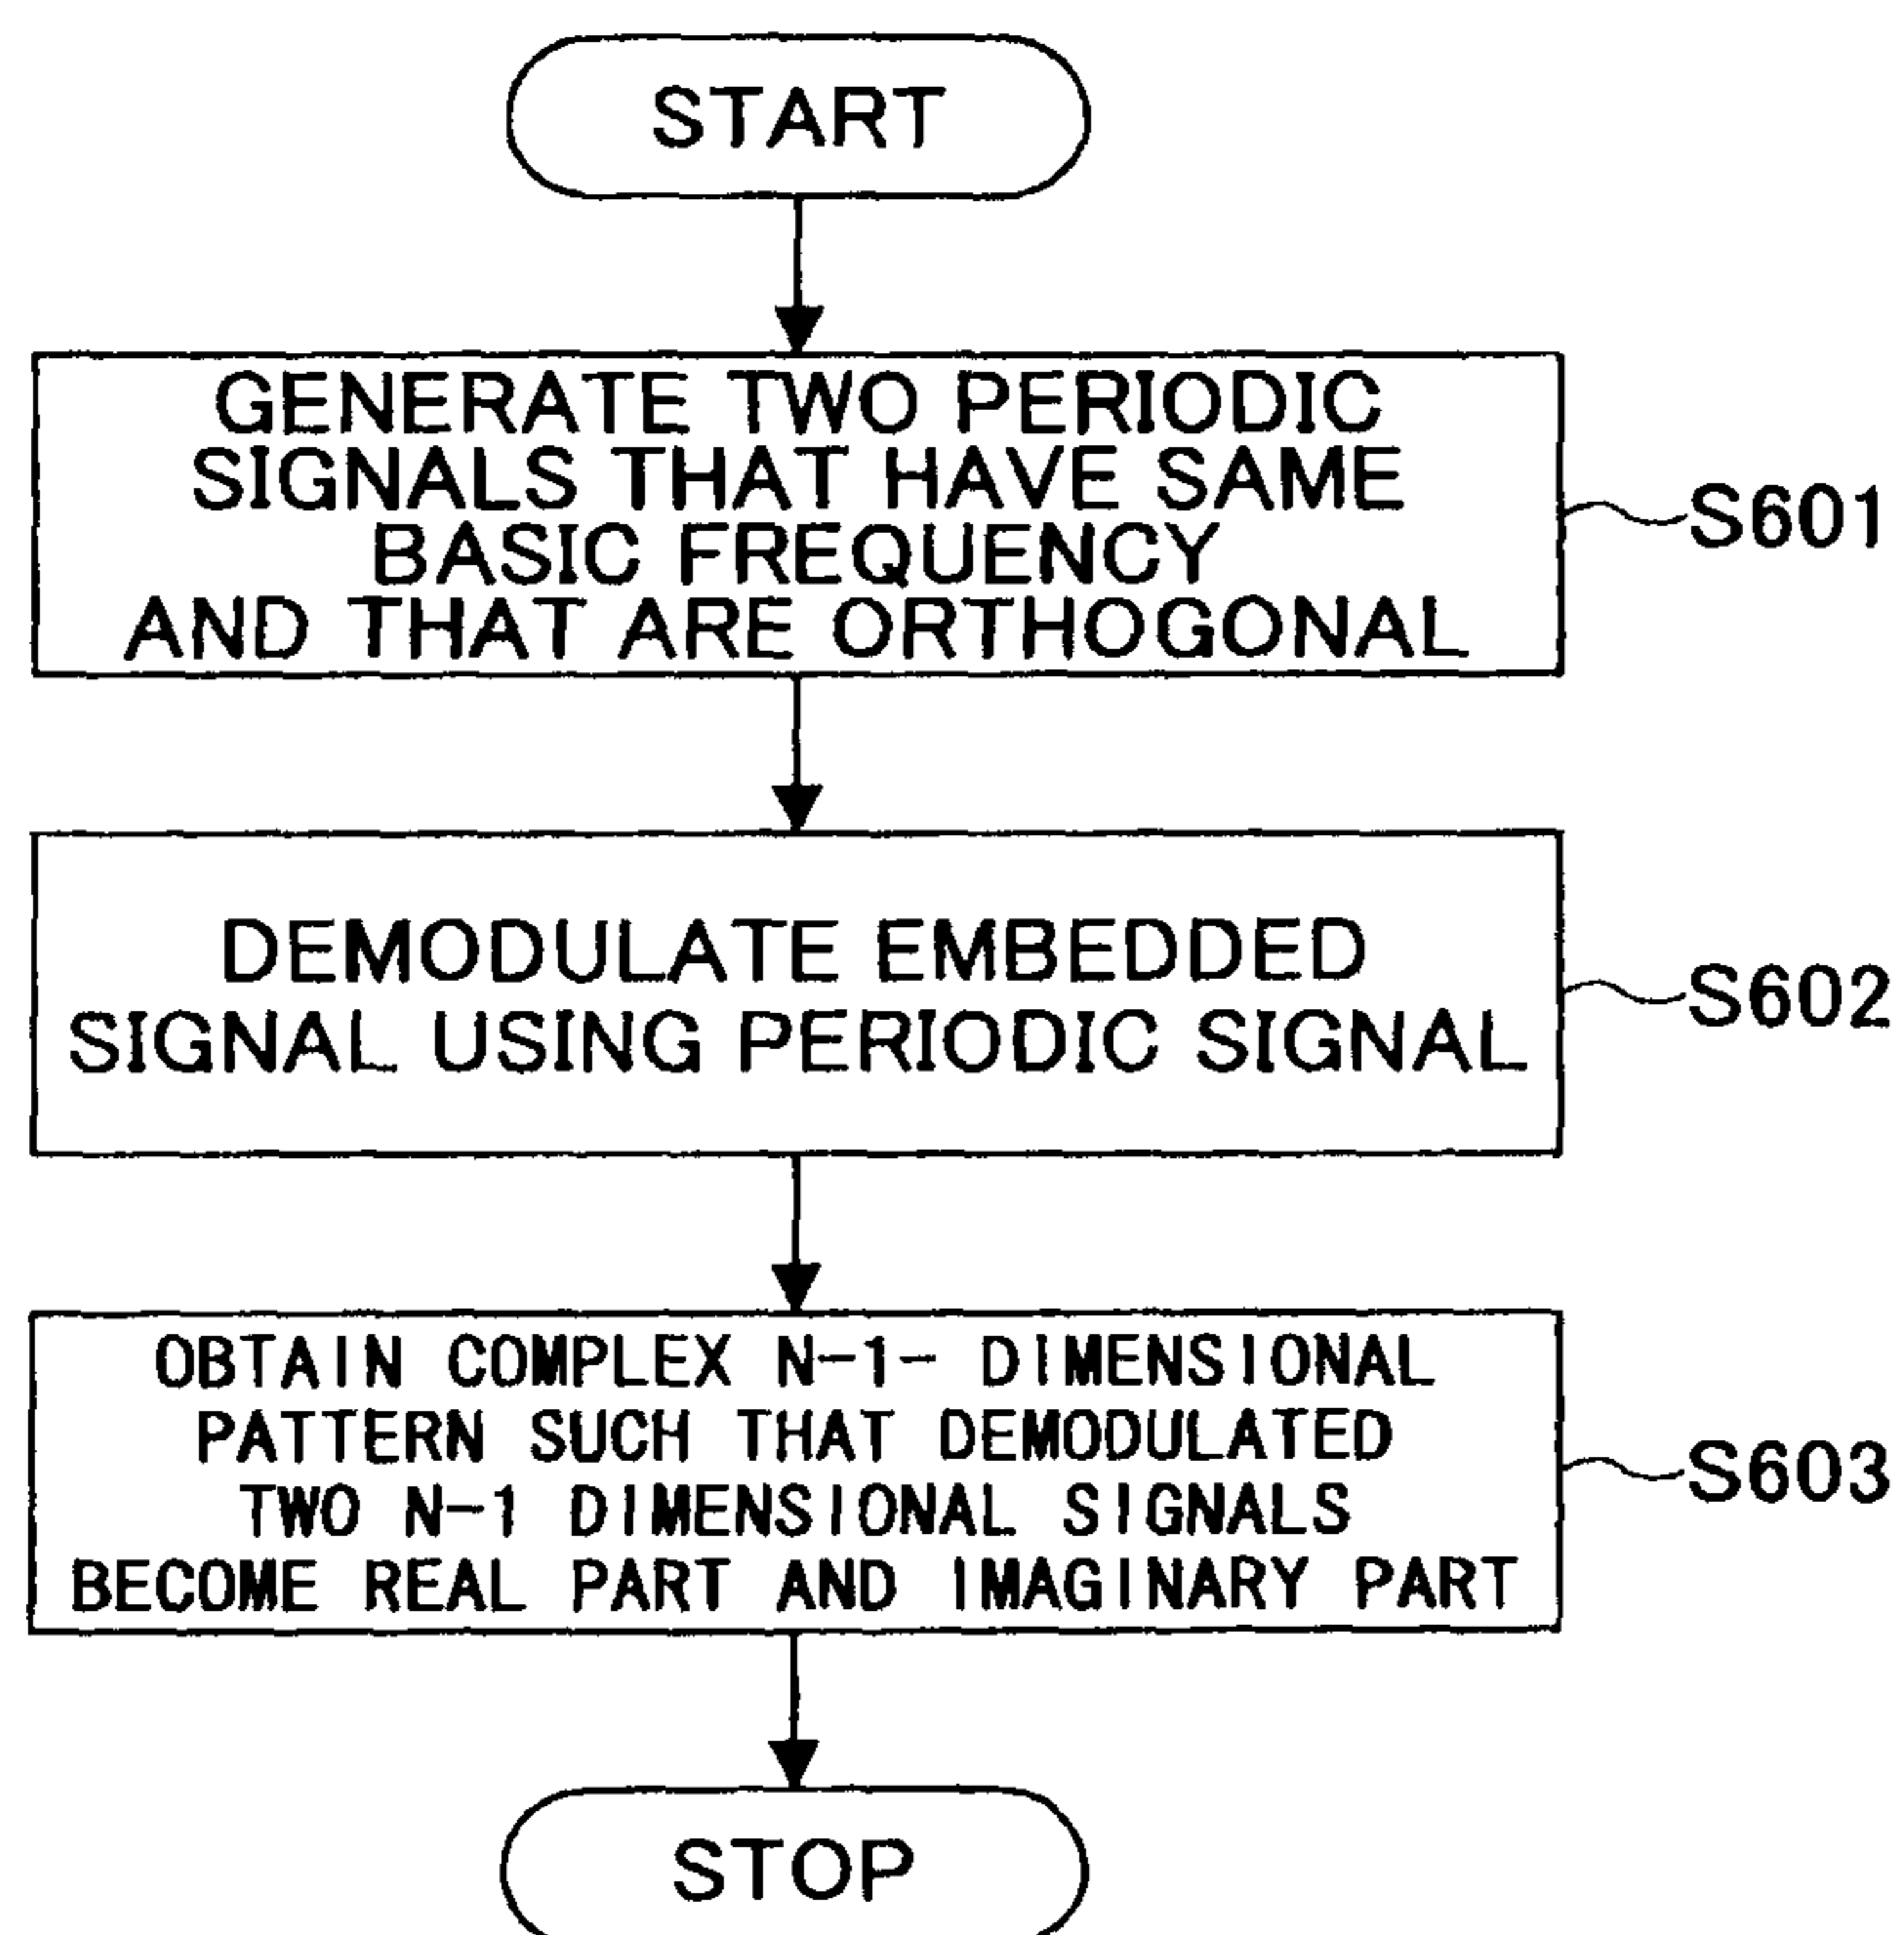 START
GENERATE TWO PERIODIC
SIGNALS THAT HAVE SAME
BASIC FREQUENCY
AND THAT ARE ORTHOGONAL
S601
DEMODULATE EMBEDDED
SIGNAL USING PERIODIC SIGNAL
S602
OBTAIN COMPLEX N-1- DIMENSIONAL
PATTERN SUCH THAT DEMODULATED
TWO N-1 DIMENSIONAL SIGNALS
BECOME REAL PART AND IMAGINARY PART
S603
STOP